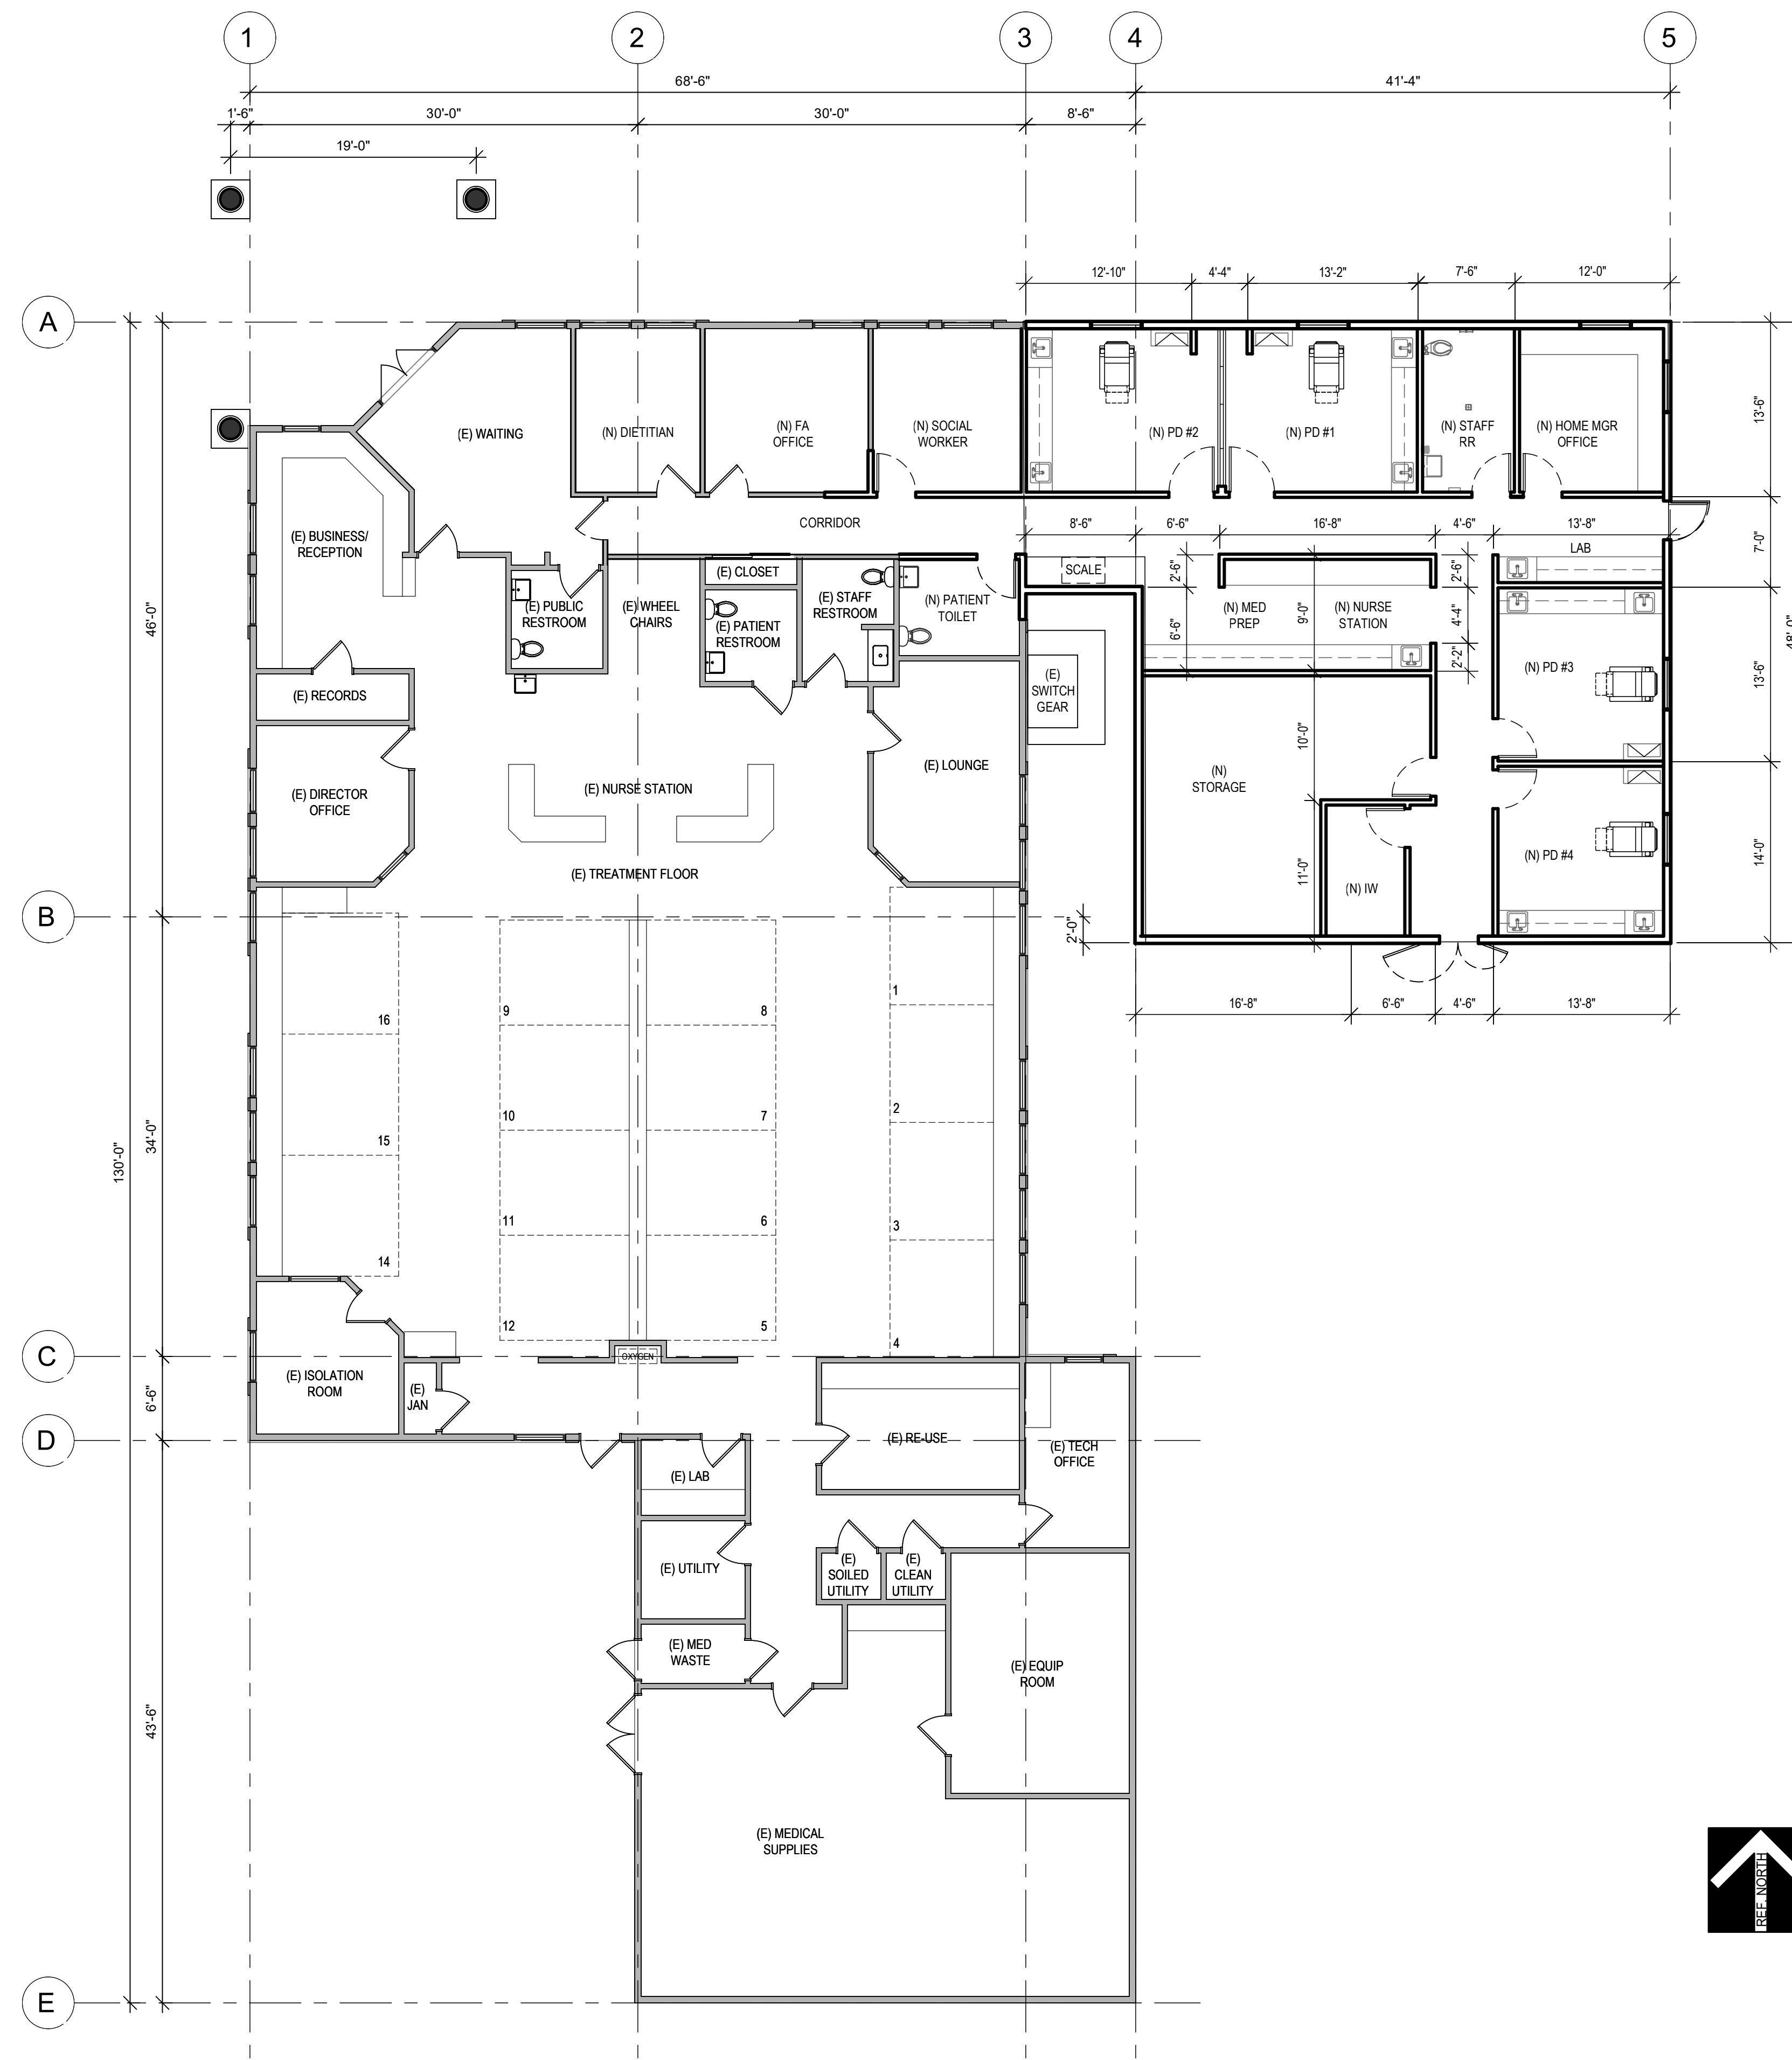 1
2
3
4
5
68'-6"
41'-4"
1'-6"
30'-0"
30'-0"
8'-6"
19'-0"
12'-10"
4'-4"
13'-2"
7'-6"
12'-0"
A
13'-6"
(E) WAITING
(N) DIETITIAN
(N) FA
OFFICE
(N) SOCIAL
WORKER
(N) PD #2
(N) PD #1
(N) STAFF
RR
(N) HOME MGR
OFFICE
CORRIDOR
8'-6"
6'-6"
16'-8"
4'-6"
13'-8"
LAB
7'-0"
(E) BUSINESS/
RECEPTION
(E) CLOSET
SCALE
2'-6"
2'-6"
46'-0"
(E) PUBLIC
RESTROOM
(E) WHEEL
CHAIRS
(E) PATIENT
RESTROOM
(E) STAFF
RESTROOM
(N) PATIENT
TOILET
(N) MED
PREP
9'-0"
(N) NURSE
STATION
4'-4"
6'-6"
2'-2"
48'-0"
(E) RECORDS
(E)
SWITCH
GEAR
(N) PD #3
13'-6"
(E) DIRECTOR
OFFICE
(E) NURSE STATION
(E) LOUNGE
(N)
STORAGE
10'-0"
(E) TREATMENT FLOOR
11'-0"
(N) IW
(N) PD #4
14'-0"
B
2'-0"
16'-8"
6'-6"
4'-6"
13'-8"
16
9
8
1
15
10
7
2
130'-0"
34'-0"
14
11
6
3
12
5
4
C
OXYGEN
6'-6"
(E) ISOLATION
ROOM
(E)
JAN
D
(E) LAB
(E) RE-USE
(E) TECH
OFFICE
(E) UTILITY
(E)
SOILED
UTILITY
(E)
CLEAN
UTILITY
(E) MED
WASTE
(E) EQUIP
ROOM
43'-6"
(E) MEDICAL
SUPPLIES
REF. NORTH
E